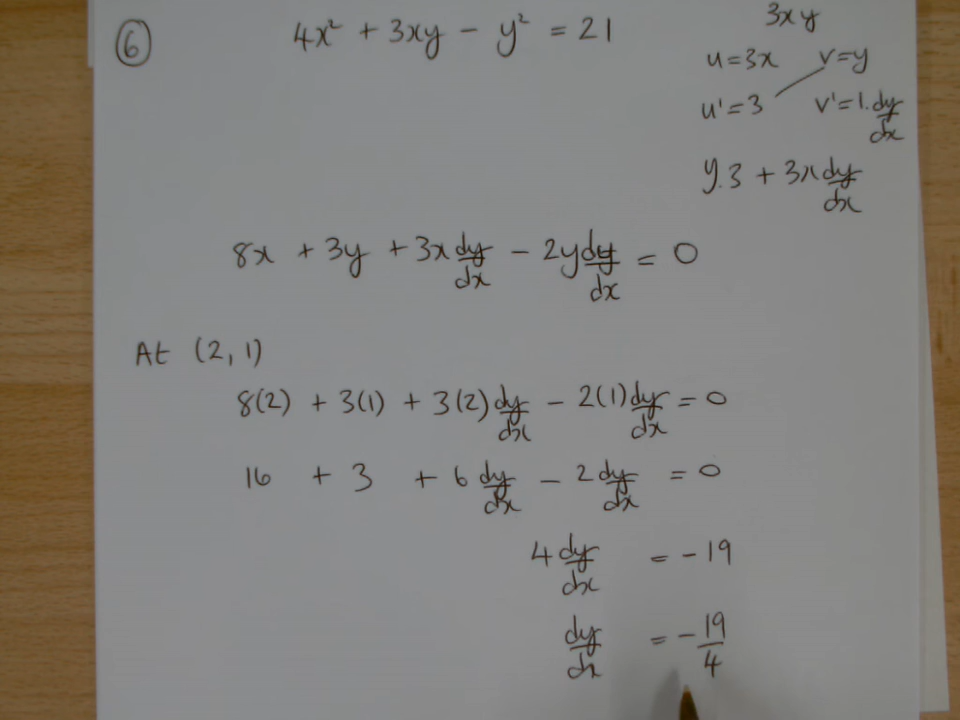 ⑥ 4x² + 3xy - y² = 21
3xy
u = 3x v = y
u' = 3 v' = 1.dy/dx
y.3 + 3x dy/dx
8x + 3y + 3x dy/dx - 2y dy/dx = 0
At (2, 1)
8(2) + 3(1) + 3(2) dy/dx - 2(1) dy/dx = 0
16 + 3 + 6 dy/dx - 2 dy/dx = 0
4 dy/dx = -19
dy/dx = -19/4